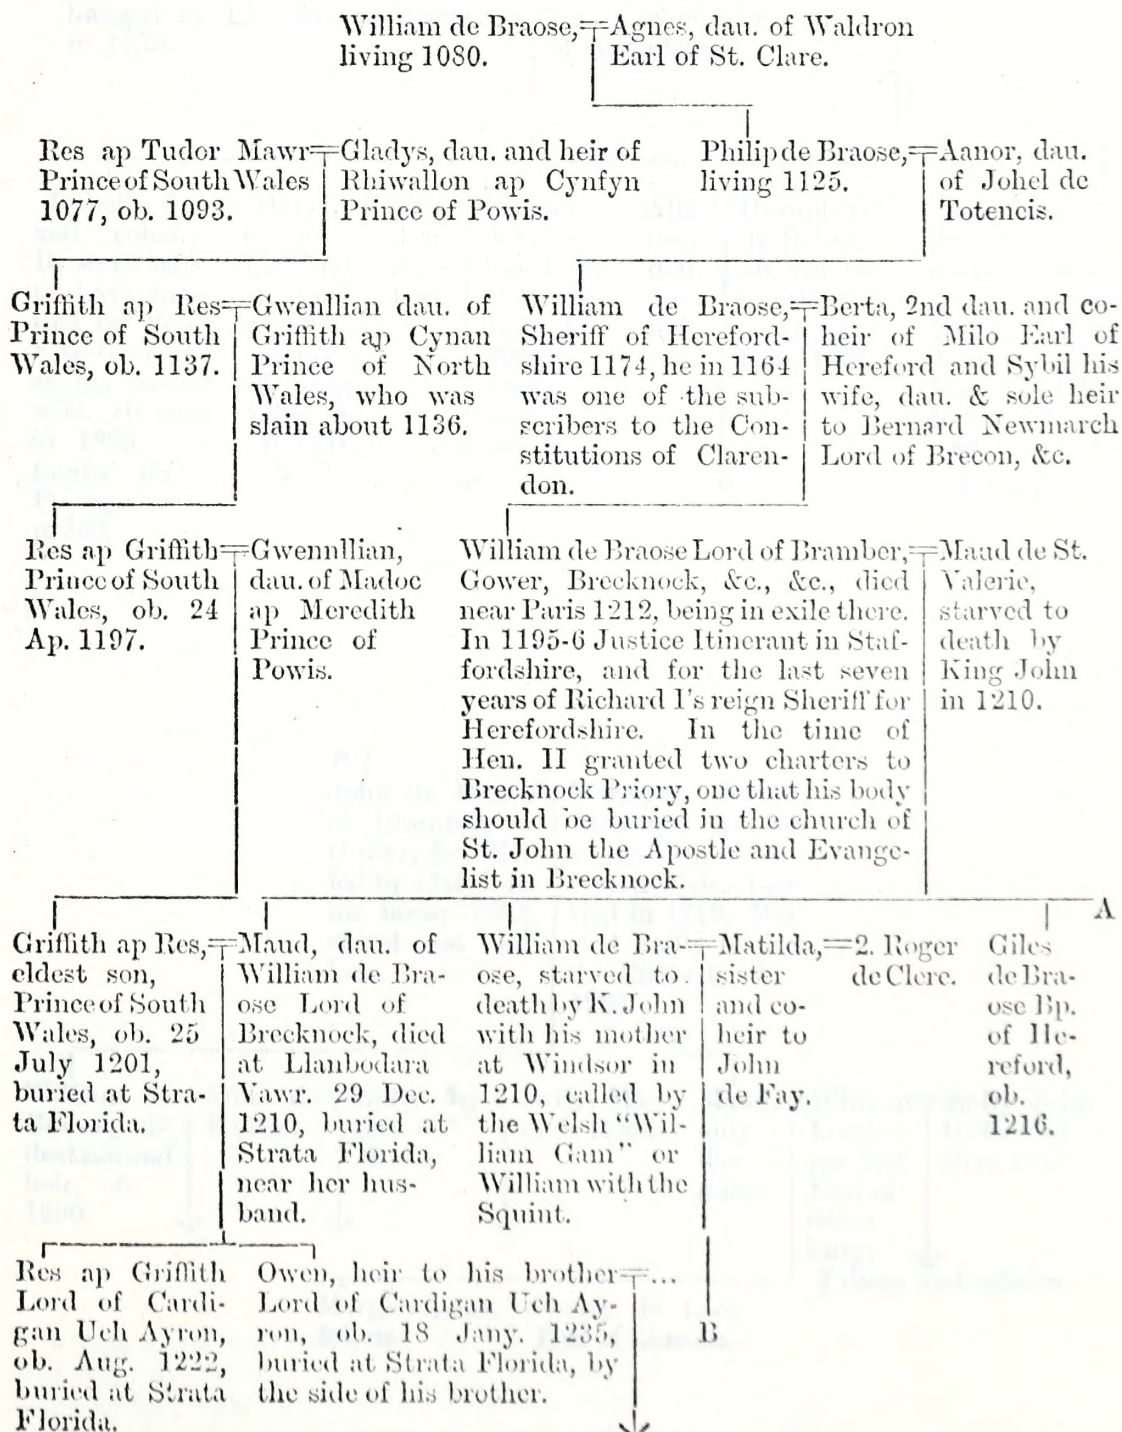 William de Braose,
living 1080.
Agnes, dau. of Waldron
Earl of St. Clare.
Res ap Tudor Mawr
Prince of South Wales
1077, ob. 1093.
Gladys, dau. and heir of
Rhiwallon ap Cynfyn
Prince of Powis.
Philip de Braose,
living 1125.
Aanor, dau.
of Johel de
Totencis.
Griffith ap Res
Prince of South
Wales, ob. 1137.
Gwenllian dau. of
Griffith ap Cynan
Prince of North
Wales, who was
slain about 1136.
William de Braose,
Sheriff of Hereford-
shire 1174, he in 1164
was one of the sub-
scribers to the Con-
stitutions of Claren-
don.
Berta, 2nd dau. and co-
heir of Milo Earl of
Hereford and Sybil his
wife, dau. & sole heir
to Bernard Newmarch
Lord of Brecon, &c.
Res ap Griffith
Prince of South
Wales, ob. 24
Ap. 1197.
Gwennllian,
dau. of Madoc
ap Meredith
Prince of
Powis.
William de Braose Lord of Bramber,
Gower, Brecknock, &c., &c., died
near Paris 1212, being in exile there.
In 1195-6 Justice Itinerant in Staf-
fordshire, and for the last seven
years of Richard I's reign Sheriff for
Herefordshire. In the time of
Hen. II granted two charters to
Brecknock Priory, one that his body
should be buried in the church of
St. John the Apostle and Evange-
list in Brecknock.
Maud de St.
Valerie,
starved to
death by
King John
in 1210.
A
Griffith ap Res,
eldest son,
Prince of South
Wales, ob. 25
July 1201,
buried at Stra-
ta Florida.
Maud, dau. of
William de Bra-
ose Lord of
Brecknock, died
at Llanbodara
Vawr. 29 Dec.
1210, buried at
Strata Florida,
near her hus-
band.
William de Bra-
ose, starved to
death by K. John
with his mother
at Windsor in
1210, called by
the Welsh "Wil-
liam Gam" or
William with the
Squint.
Matilda,
sister
and co-
heir to
John
de Fay.
2. Roger
de Clere.
Giles
de Bra-
ose Bp.
of He-
reford,
ob.
1216.
Res ap Griffith
Lord of Cardi-
gan Uch Ayron,
ob. Aug. 1222,
buried at Strata
Florida.
Owen, heir to his brother
Lord of Cardigan Uch Ay-
ron, ob. 18 Jany. 1235,
buried at Strata Florida, by
the side of his brother.
...
B